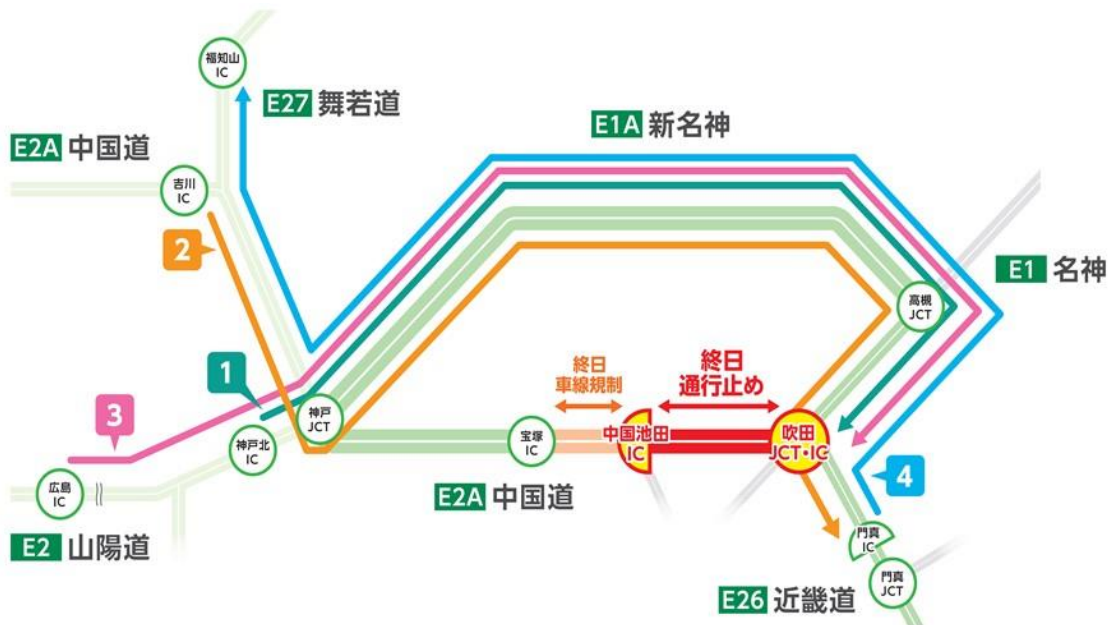 福知山
IC
E27 舞若道
E1A 新名神
E2A 中国道
吉川
IC
2
E1 名神
高槻
JCT
1
終日
車線規制
終日
通行止め
3
神戸
JCT
神戸北
IC
宝塚
IC
中国池田
IC
吹田
JCT・IC
4
広島
IC
E2A 中国道
E2 山陽道
門真
IC
門真
JCT
E26 近畿道